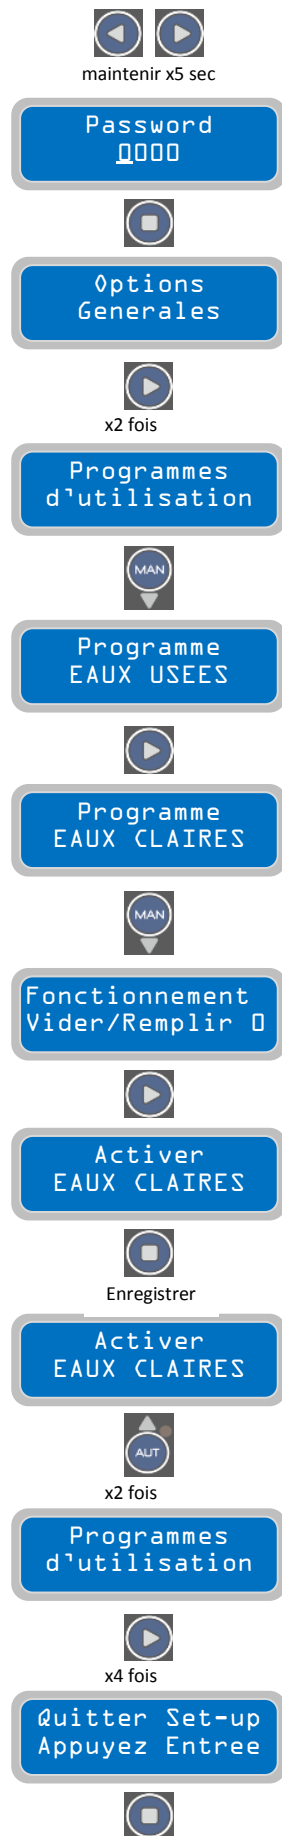 maintenir x5 sec
Password
0000
Options
Generales
x2 fois
Programmes
d'utilisation
MAN
Programme
EAUX USEES
Programme
EAUX CLAIRES
MAN
Fonctionnement
Vider/Remplir 0
Activer
EAUX CLAIRES
Enregistrer
Activer
EAUX CLAIRES
AUT
x2 fois
Programmes
d'utilisation
x4 fois
Quitter Set-up
Appuyez Entree